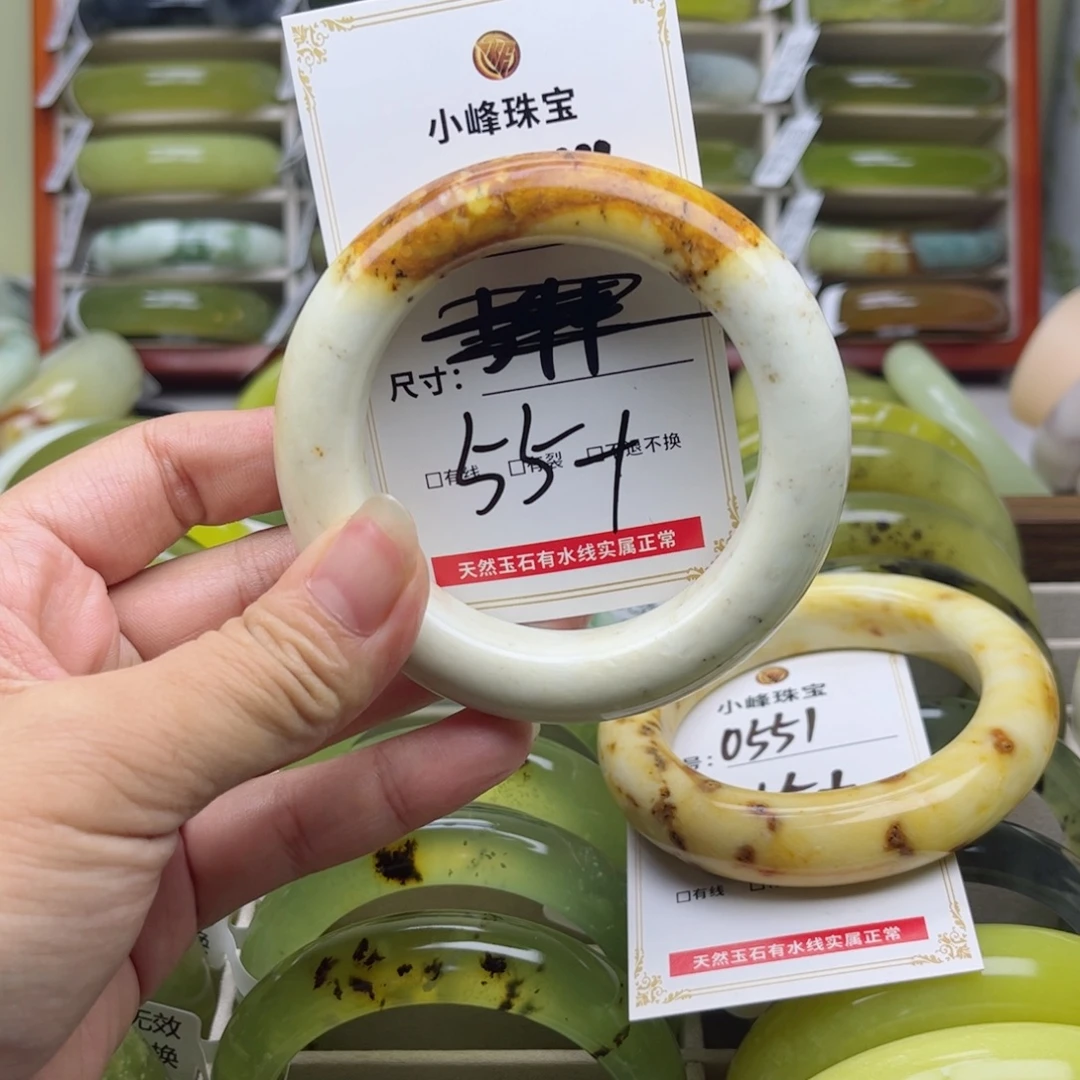 小峰珠宝
尺寸:
55-1
□有线 □有裂 □不退不换
天然玉石有水线实属正常
小峰珠宝
号: 0551
□有线
天然玉石有水线实属正常
无效
换